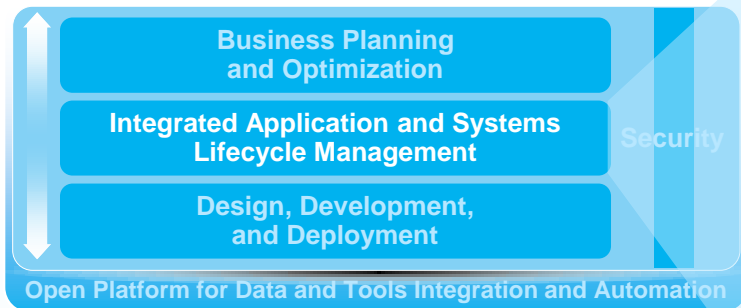 Business Planning
and Optimization
Integrated Application and Systems
Lifecycle Management
Security
Design, Development,
and Deployment
Open Platform for Data and Tools Integration and Automation